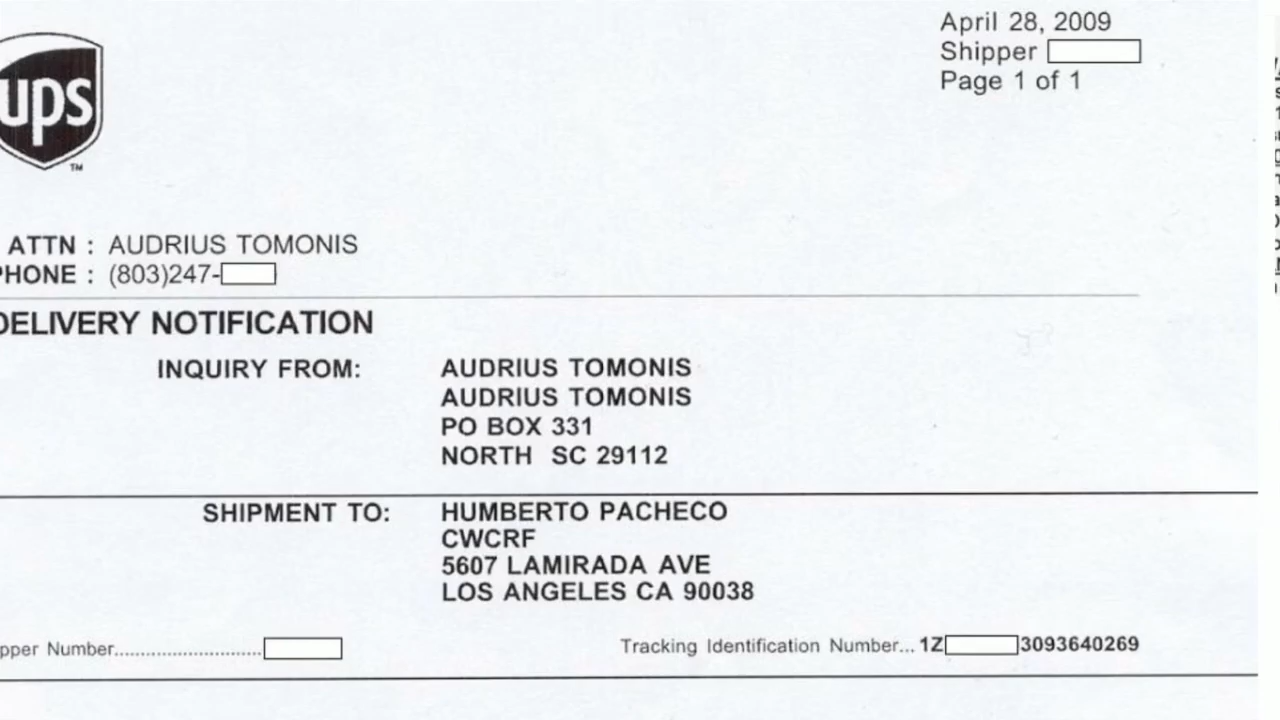 April 28, 2009
Shipper
Page 1 of 1
ups
TM
ATTN : AUDRIUS TOMONIS
PHONE : (803)247-
DELIVERY NOTIFICATION
INQUIRY FROM: AUDRIUS TOMONIS
AUDRIUS TOMONIS
PO BOX 331
NORTH SC 29112
SHIPMENT TO: HUMBERTO PACHECO
CWCRF
5607 LAMIRADA AVE
LOS ANGELES CA 90038
pper Number............................ Tracking Identification Number... 1Z 3093640269